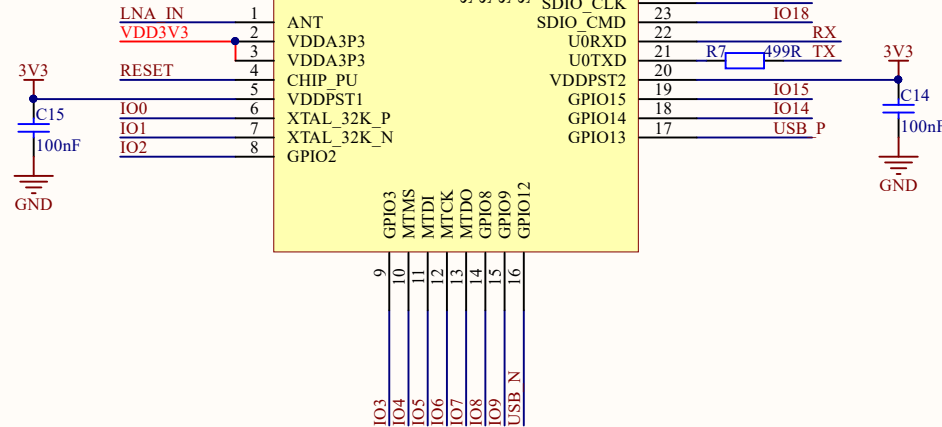 SDIO_CLK
LNA_IN 1 ANT
SDIO_CMD 23 IO18
VDD3V3 2 VDDA3P3
U0RXD 22 RX
3 VDDA3P3
U0TXD 21 R7 499R TX
3V3
RESET 4 CHIP_PU
VDDPST2 20
3V3
5 VDDPST1
GPIO15 19 IO15
C14
C15
IO0 6 XTAL_32K_P
GPIO14 18 IO14
100nF
IO1 7 XTAL_32K_N
GPIO13 17 USB_P
100nF
IO2 8 GPIO2
GND
GND
GPIO3
MTMS
MTDI
MTCK
MTDO
GPIO8
GPIO9
GPIO12
9
10
11
12
13
14
15
16
IO3
IO4
IO5
IO6
IO7
IO8
IO9
USB_N